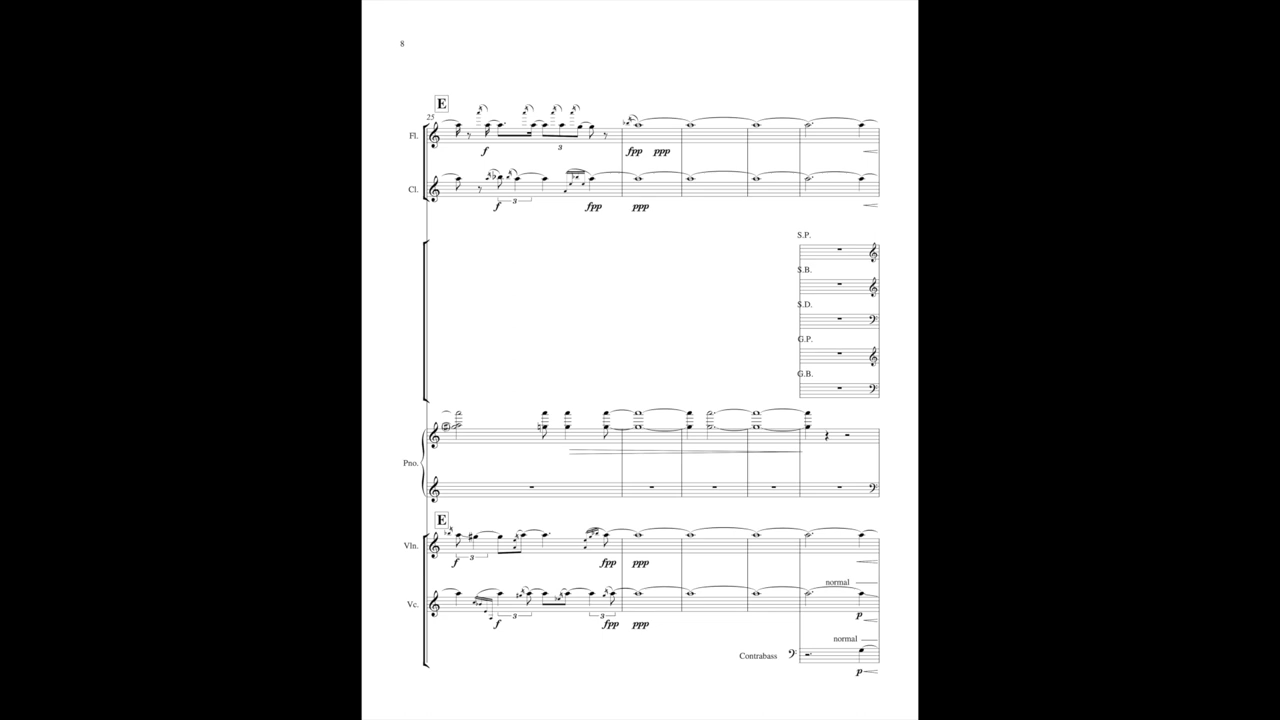 8
E
25
Fl.
f
3
fpp ppp
Cl.
3
f fpp ppp
S.P.
S.B.
S.D.
G.P.
G.B.
Pno.
E
Vln.
3
f fpp ppp
normal
Vc.
3 3
p
f fpp ppp
normal
Contrabass
p